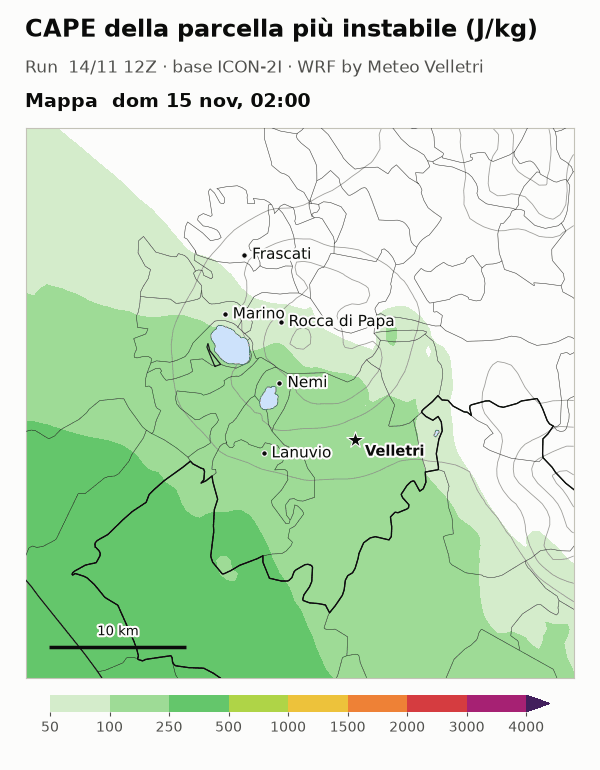 CAPE della parcella più instabile (J/kg)
Run  14/11 12Z · base ICON-2I · WRF by Meteo Velletri
Mappa  dom 15 nov, 02:00
Frascati
Marino
Rocca di Papa
Nemi
Velletri
Lanuvio
10 km
50 100 250 500 1000 1500 2000 3000 4000